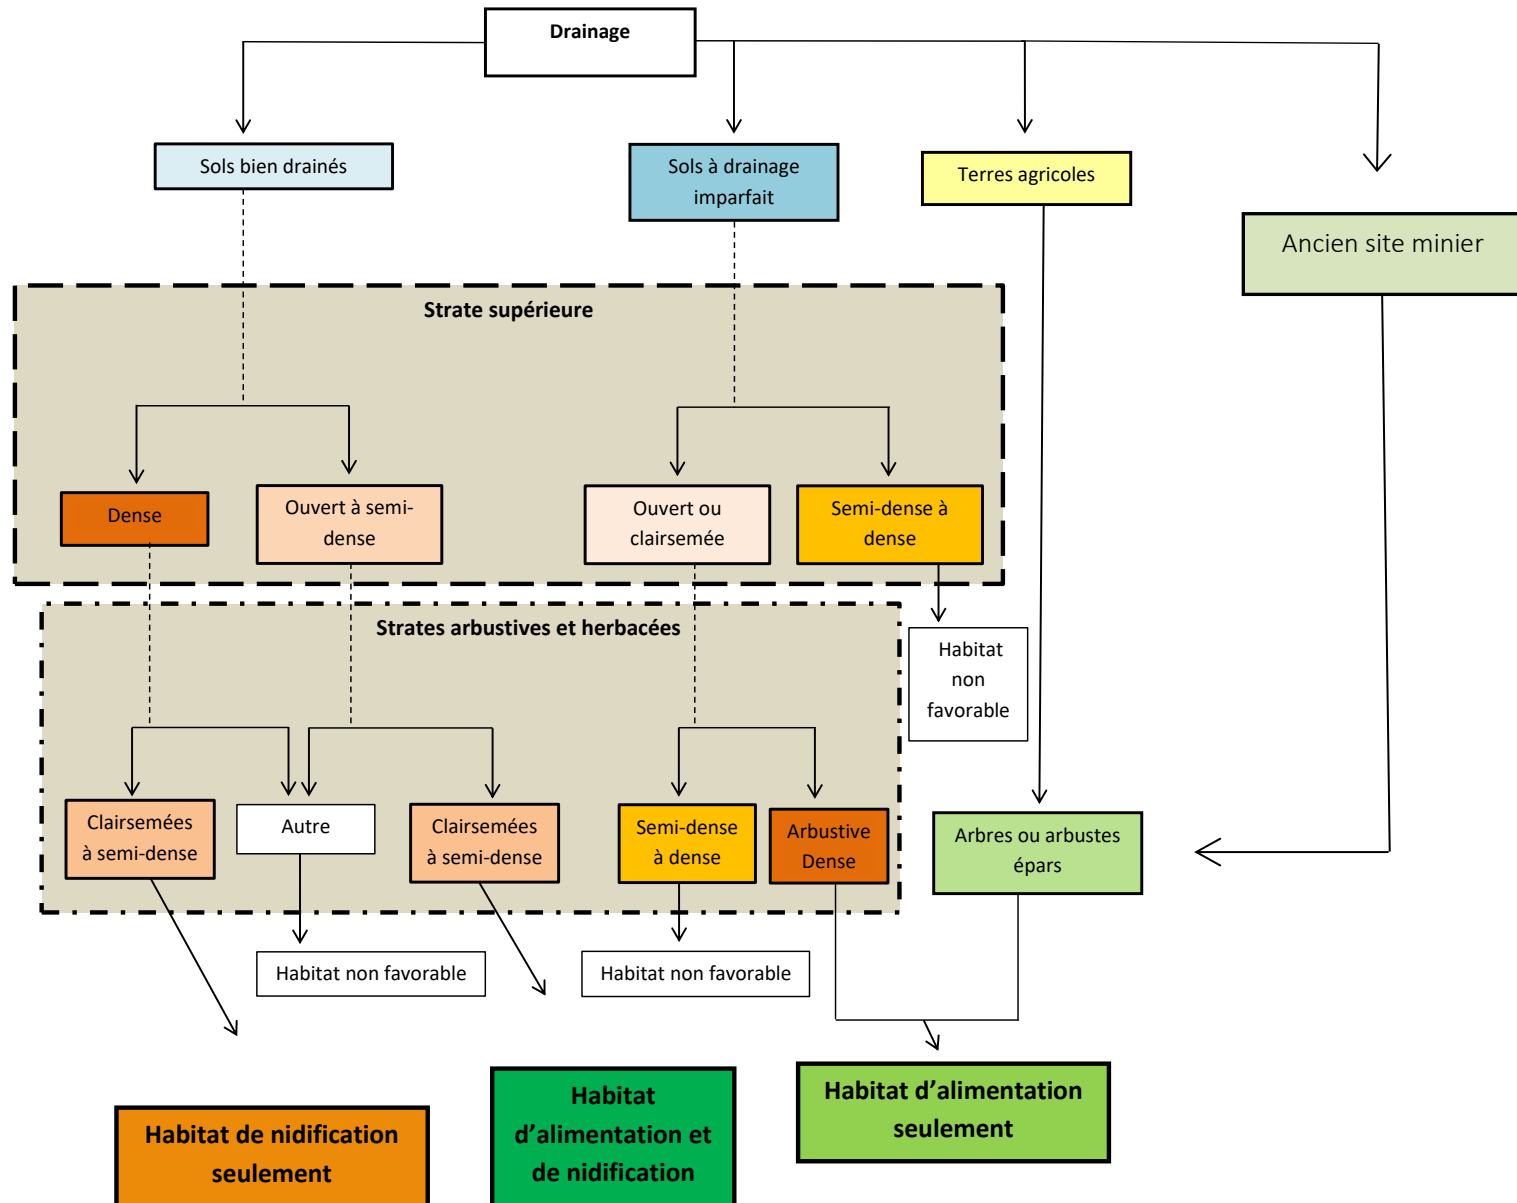 Drainage
Sols bien drainés
Sols à drainage
imparfait
Terres agricoles
Ancien site minier
Strate supérieure
Dense
Ouvert à semi-
dense
Ouvert ou
clairsemée
Semi-dense à
dense
Strates arbustives et herbacées
Habitat
non
favorable
Clairsemées
à semi-dense
Autre
Clairsemées
à semi-dense
Semi-dense
à dense
Arbustive
Dense
Arbres ou arbustes
épars
Habitat non favorable
Habitat non favorable
Habitat de nidification
seulement
Habitat
d’alimentation et
de nidification
Habitat d’alimentation
seulement